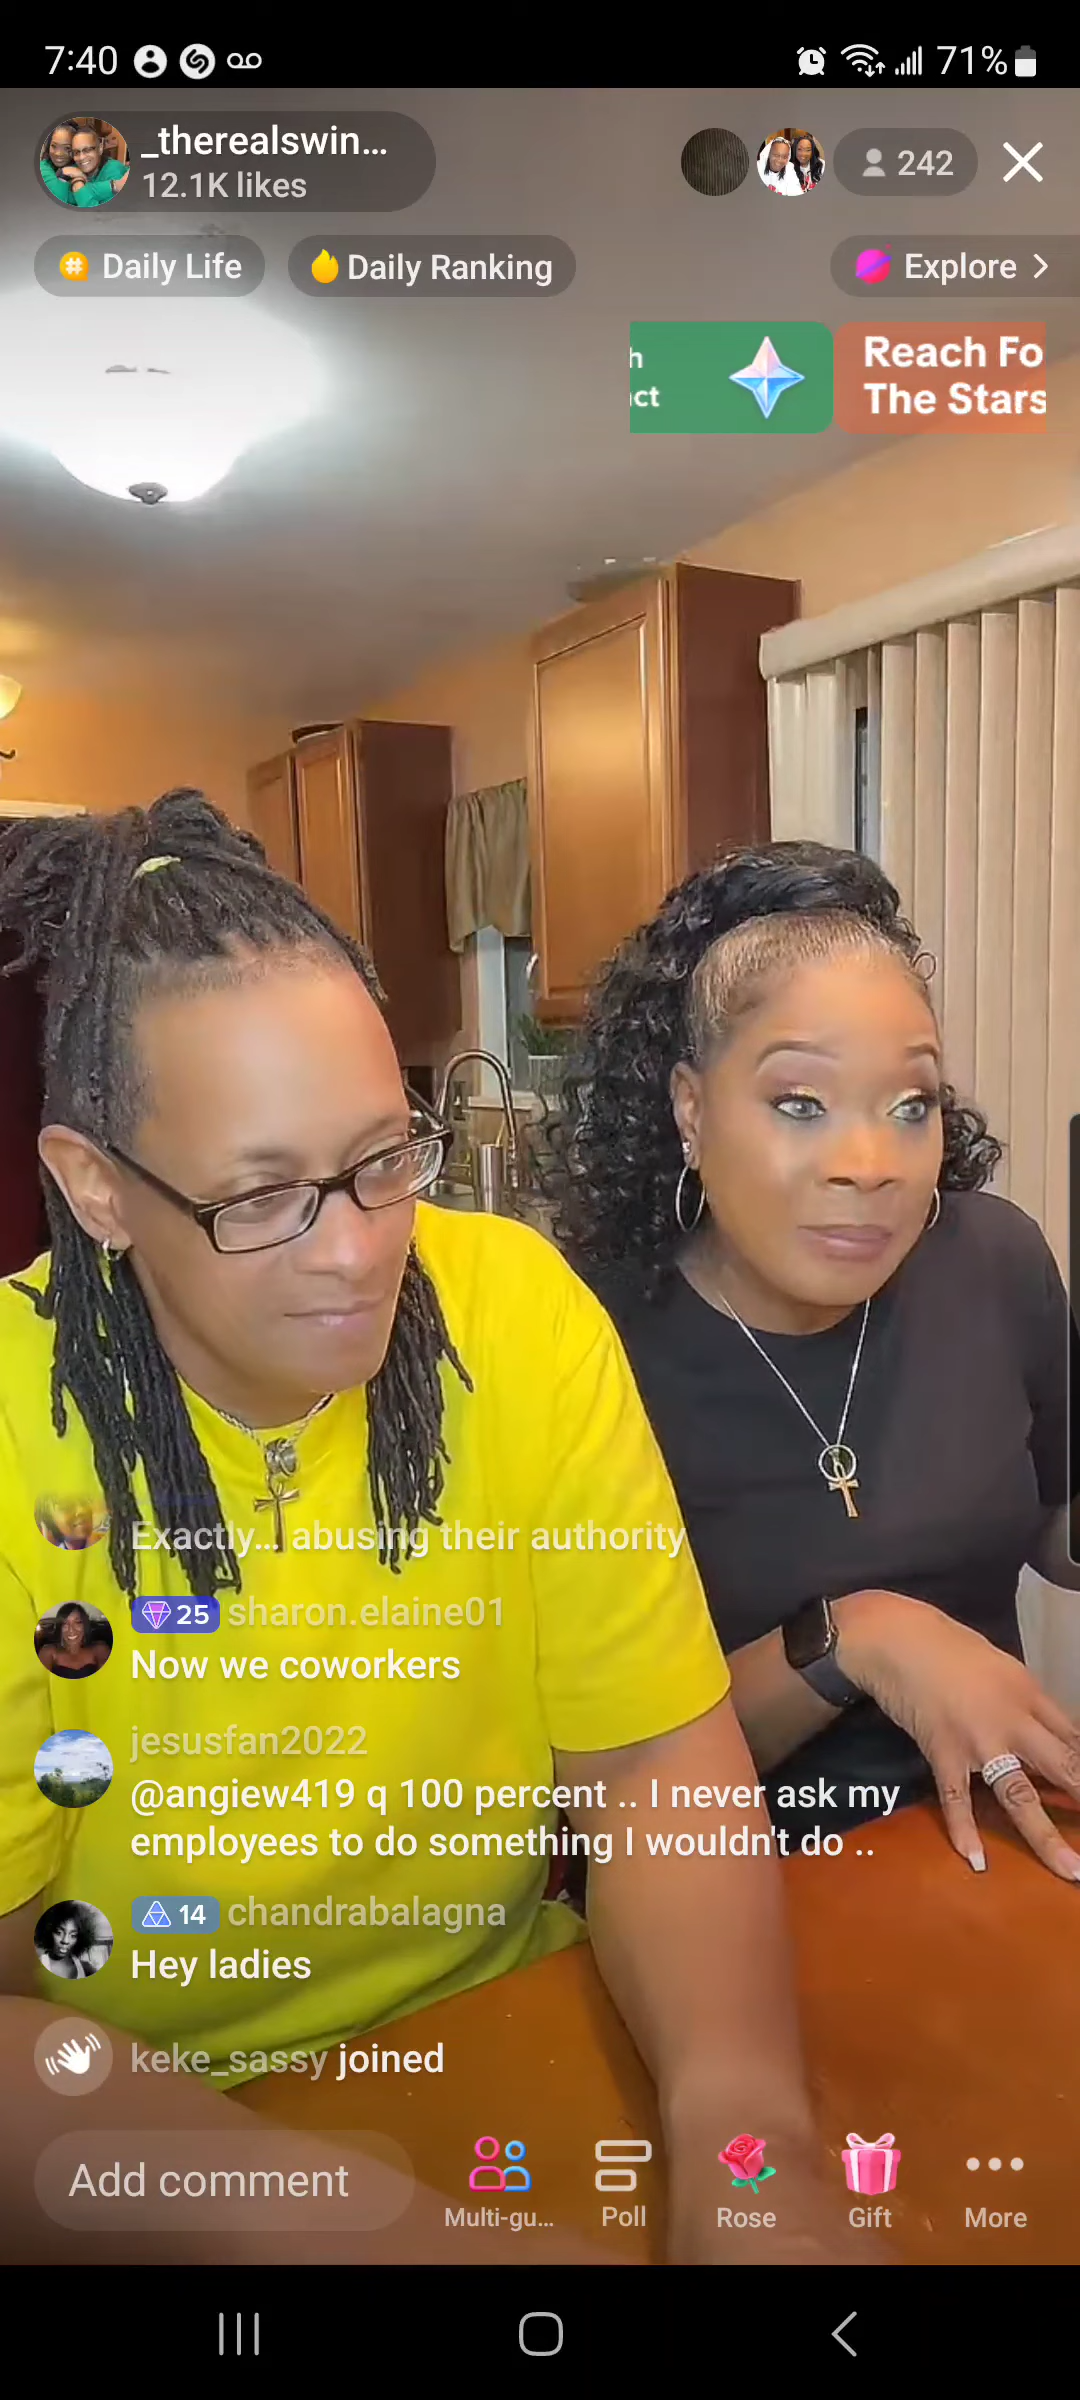 7:40
71%
_therealswin...
12.1K likes
242
Daily Life
Daily Ranking
Explore
h
ct
Reach Fo
The Stars
Exactly... abusing their authority
25 sharon.elaine01
Now we coworkers
jesusfan2022
@angiew419 q 100 percent .. I never ask my
employees to do something I wouldn't do ..
14 chandrabalagna
Hey ladies
keke_sassy joined
Add comment
Multi-gu...
Poll
Rose
Gift
More